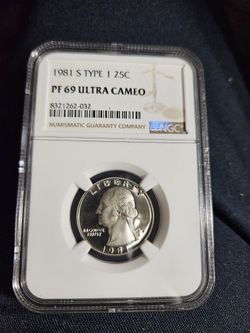 1981 S TYPE 1 25C
PF 69 ULTRA CAMEO
8321262-032
NUMISMATIC GUARANTY COMPANY
NGC
LIBERTY
IN GOD WE
TRUST